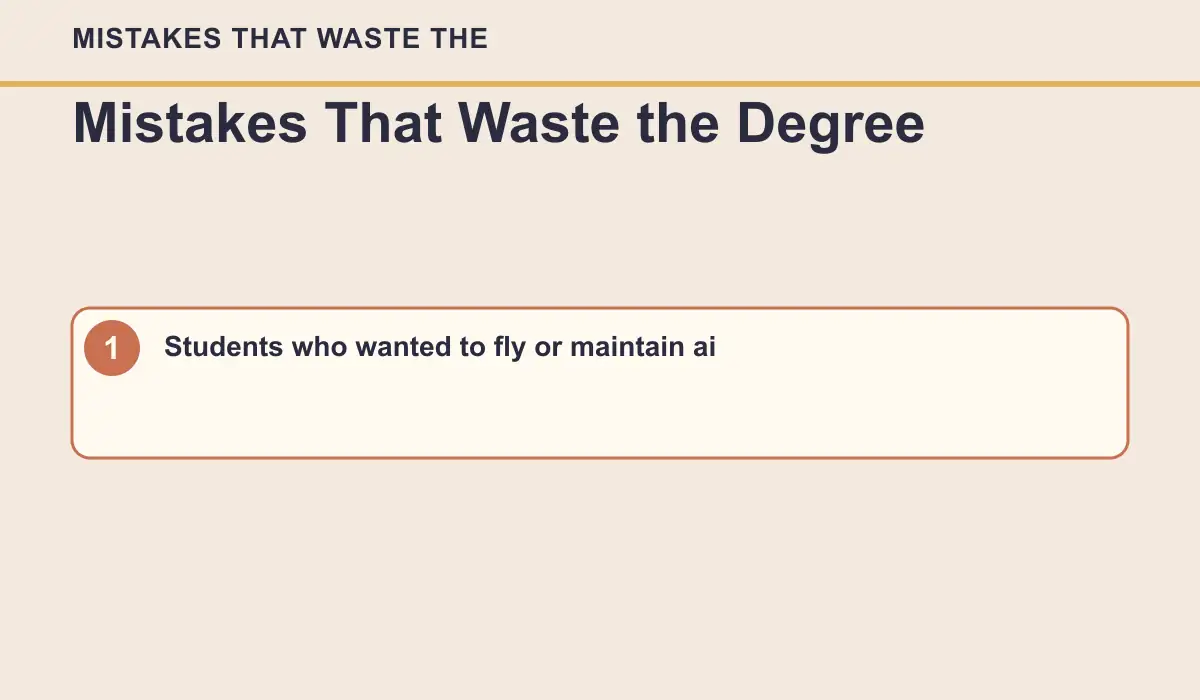 MISTAKES THAT WASTE THE
Mistakes That Waste the Degree
1 Students who wanted to fly or maintain ai